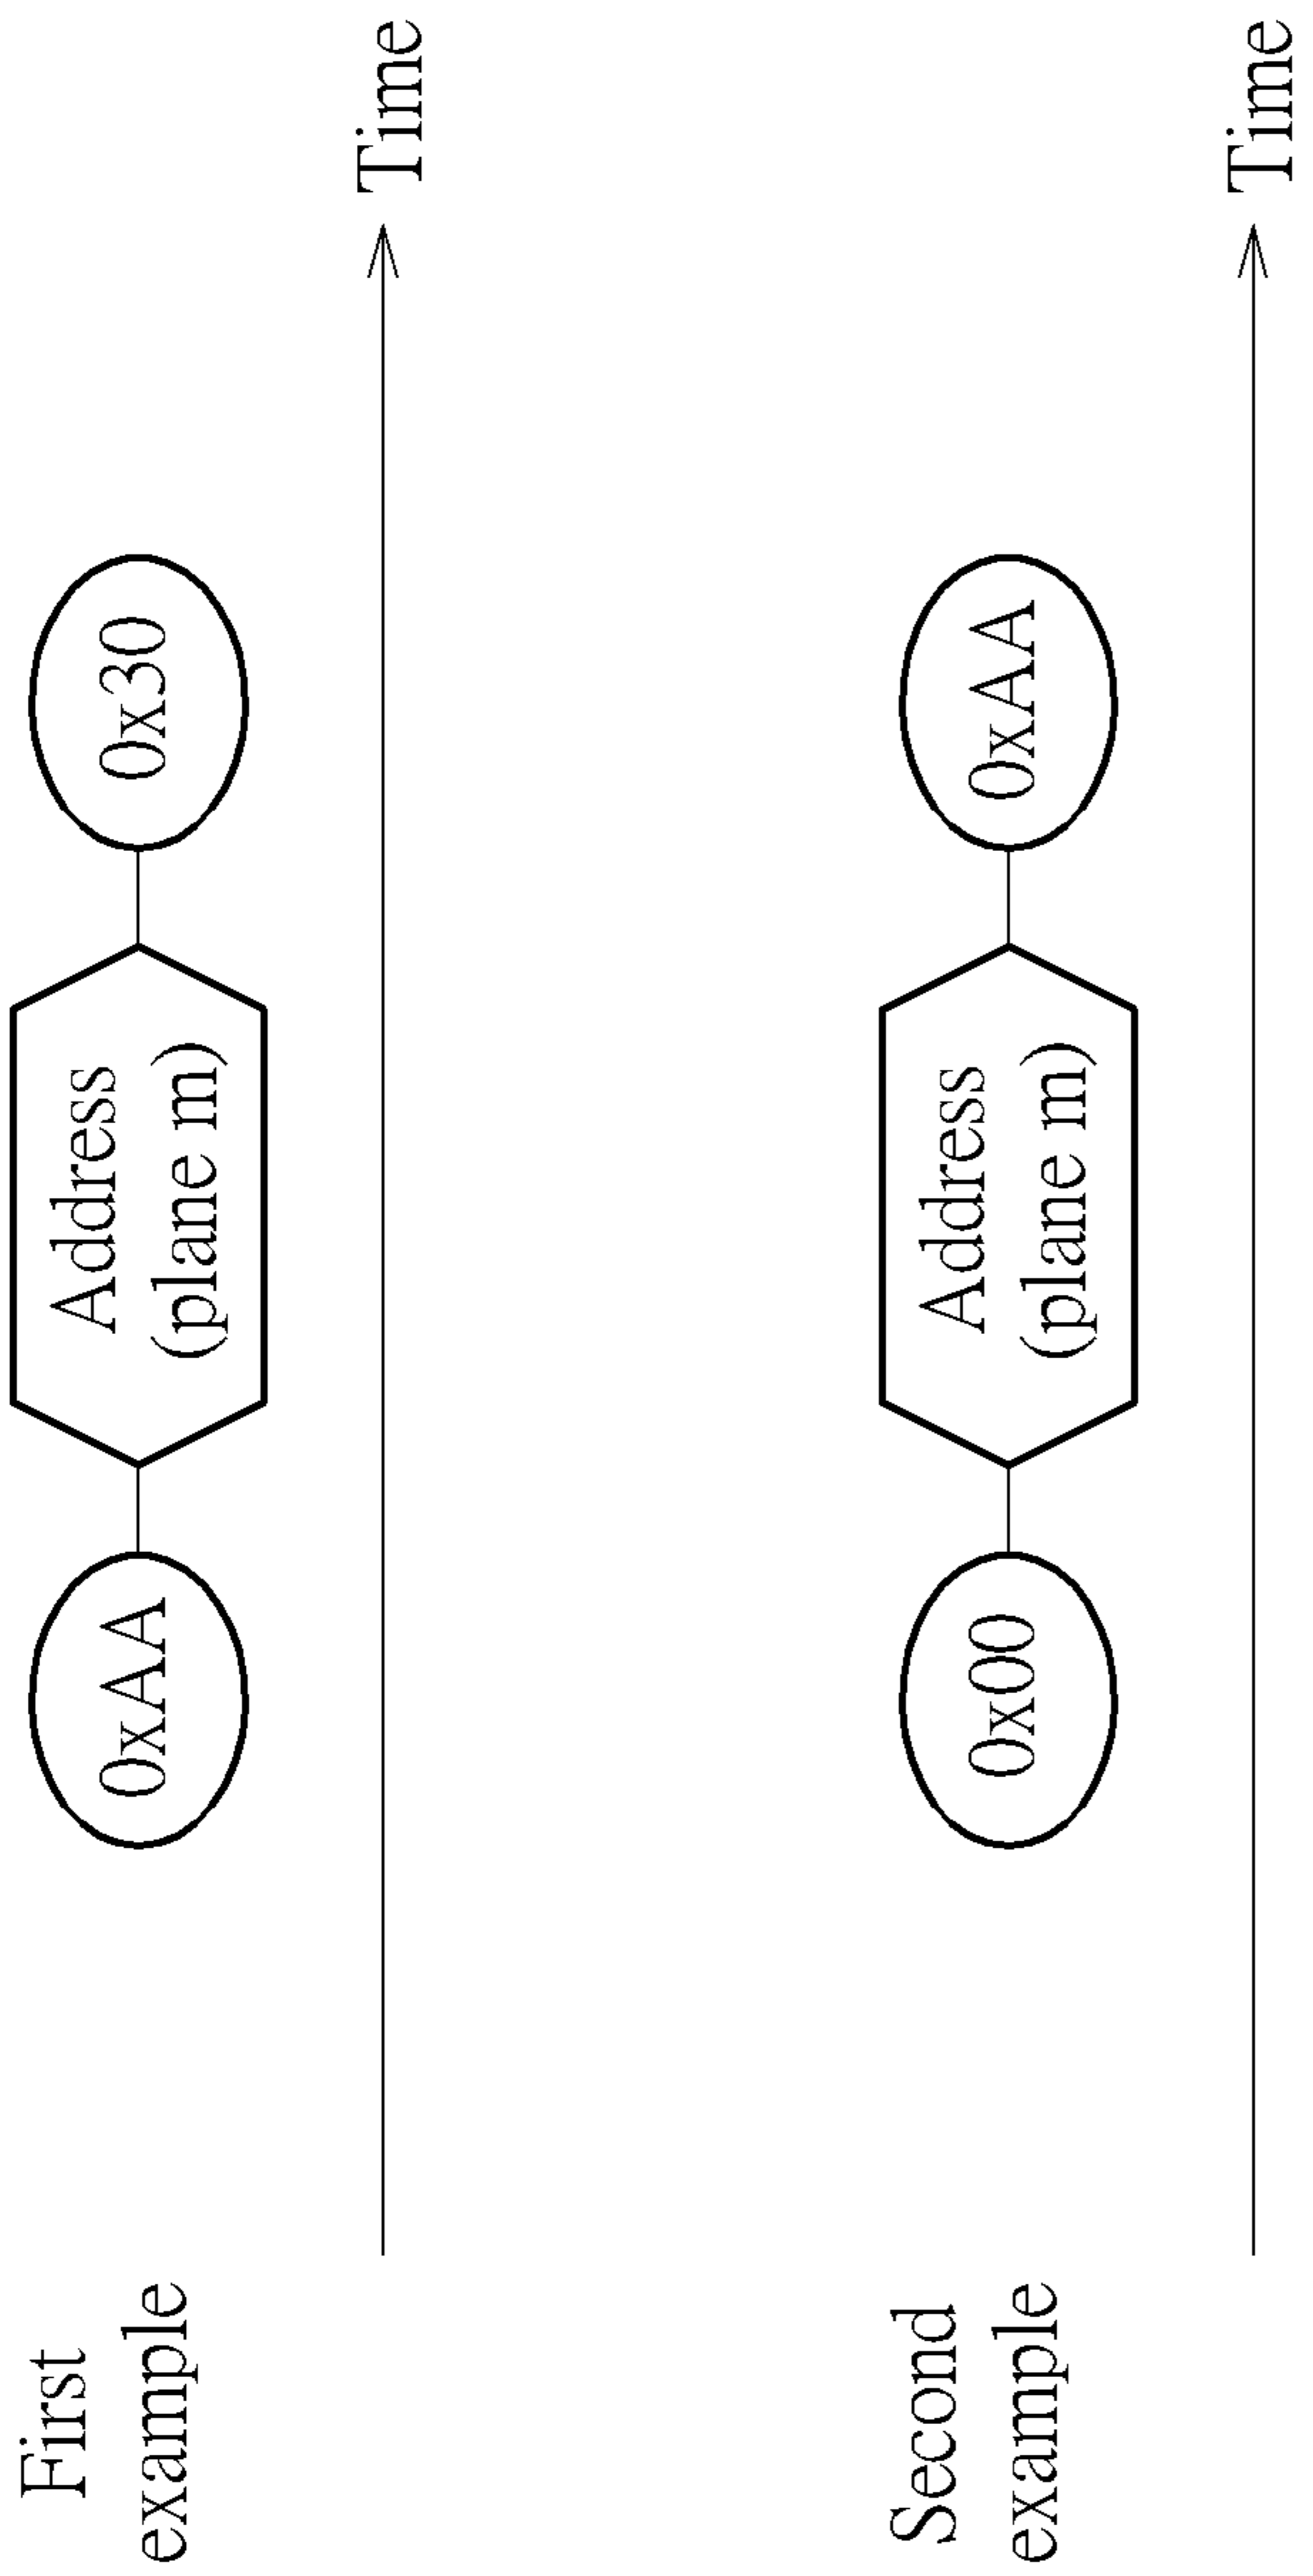 First
example
0xAA
Address
(plane m)
0x30
Time
Second
example
0x00
Address
(plane m)
0xAA
Time